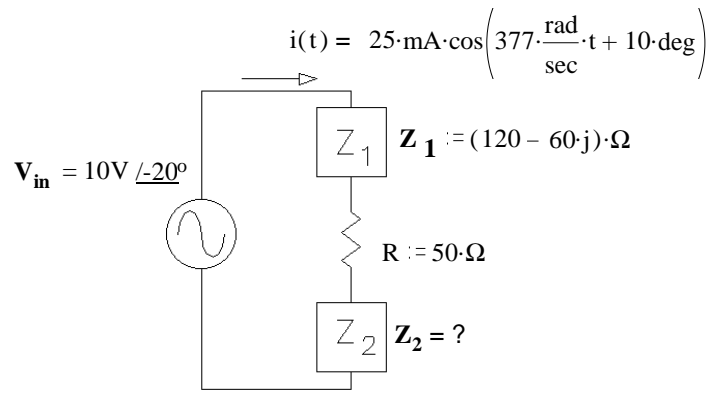 i(t) = 25·mA·cos(377·rad/sec·t + 10·deg)
Z1
Z 1 := (120 − 60·j)·Ω
Vin = 10V /-20º
R := 50·Ω
Z2
Z2 = ?